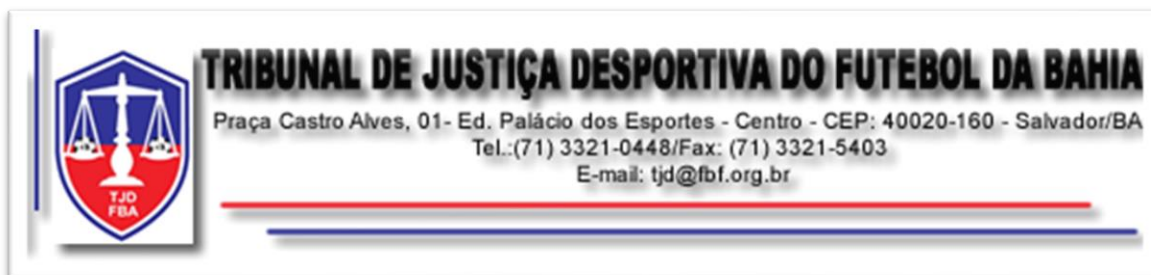 TRIBUNAL DE JUSTIÇA DESPORTIVA DO FUTEBOL DA BAHIA
Praça Castro Alves, 01- Ed. Palácio dos Esportes - Centro - CEP: 40020-160 - Salvador/BA
Tel.:(71) 3321-0448/Fax: (71) 3321-5403
E-mail: tjd@fbf.org.br
TJD
FBA